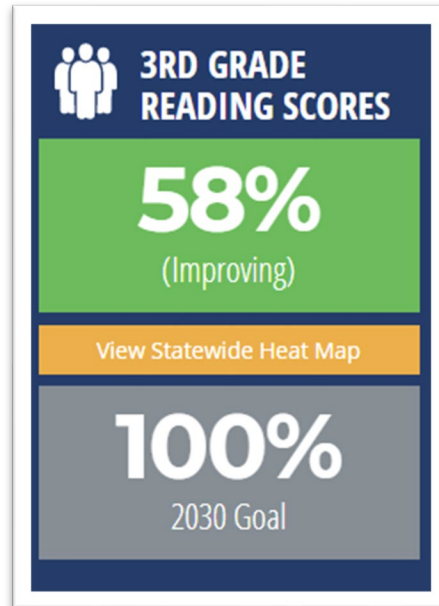 3RD GRADE
READING SCORES
58%
(Improving)
View Statewide Heat Map
100%
2030 Goal